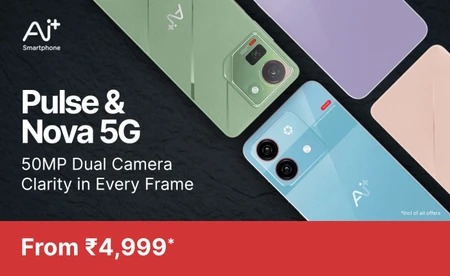 Ai+
Smartphone
Pulse &
Nova 5G
50MP Dual Camera
Clarity in Every Frame
Ai+
*Incl of all offers
From ₹4,999*